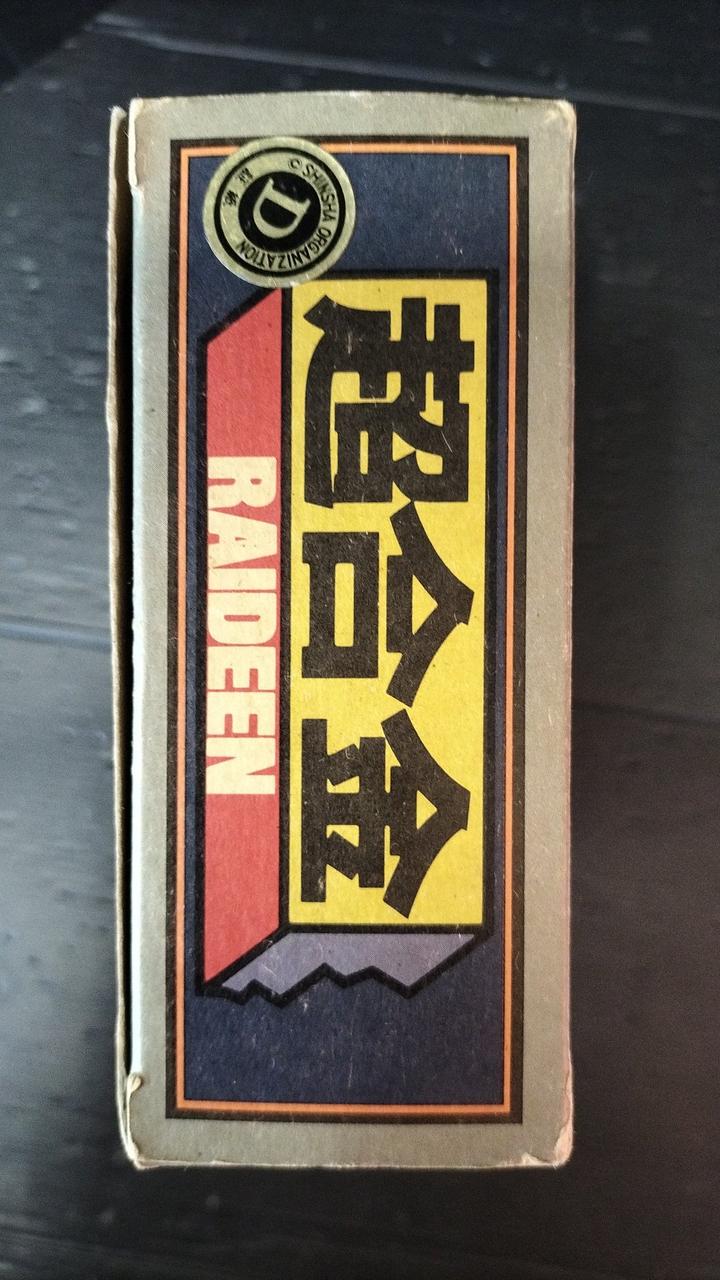 © SHINSHA ORGANIZATION
D
超合金
RAIDEEN